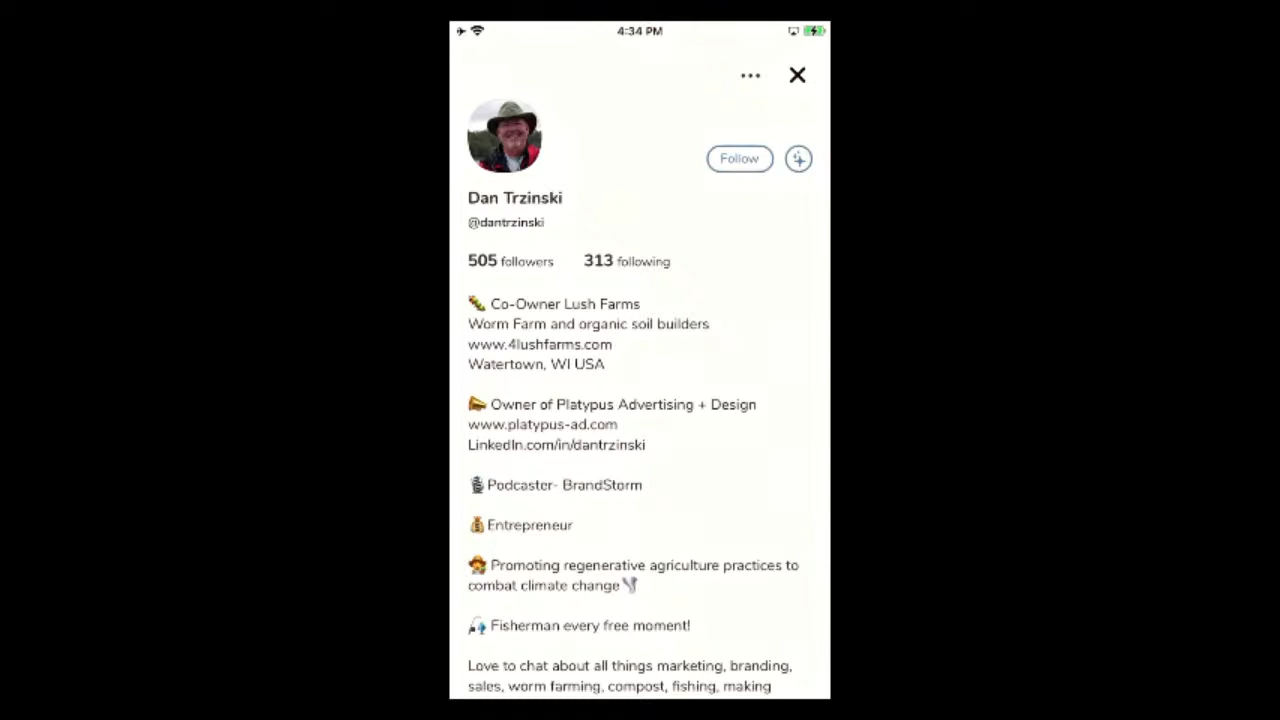 4:34 PM
Follow
Dan Trzinski
@dantrzinski
505 followers 313 following
Co-Owner Lush Farms
Worm Farm and organic soil builders
www.4lushfarms.com
Watertown, WI USA
Owner of Platypus Advertising + Design
www.platypus-ad.com
LinkedIn.com/in/dantrzinski
Podcaster- BrandStorm
Entrepreneur
Promoting regenerative agriculture practices to
combat climate change
Fisherman every free moment!
Love to chat about all things marketing, branding,
sales, worm farming, compost, fishing, making